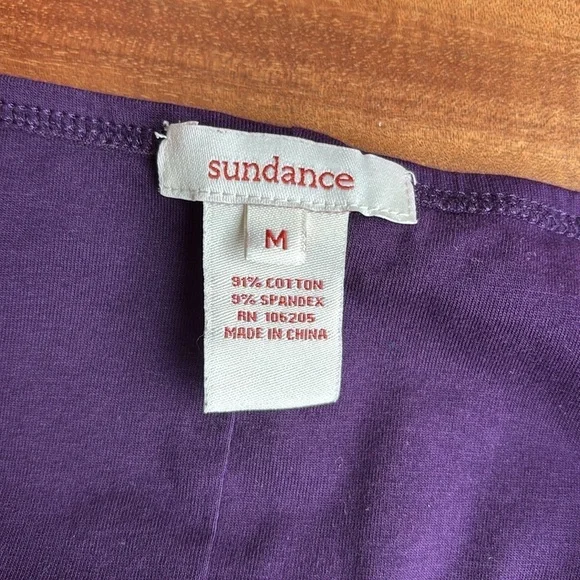 sundance
M
91% COTTON
9% SPANDEX
RN 106205
MADE IN CHINA